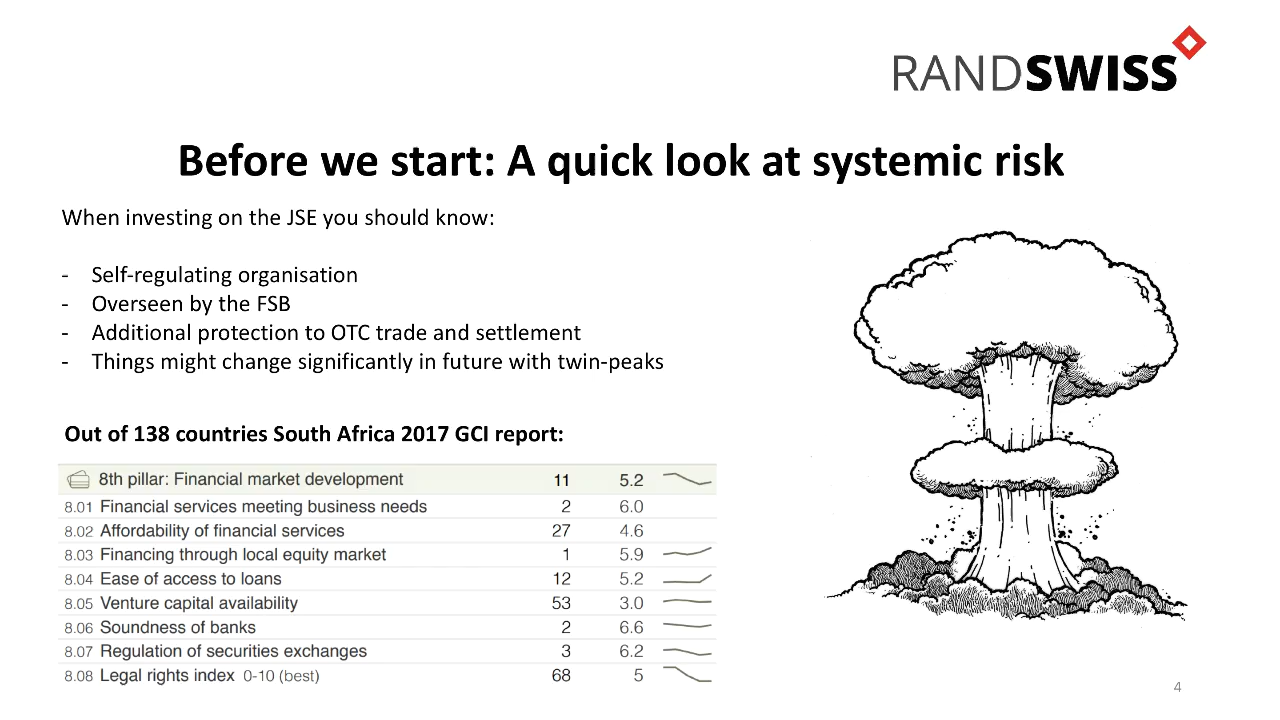 RANDSWISS
Before we start: A quick look at systemic risk
When investing on the JSE you should know:
- Self-regulating organisation
- Overseen by the FSB
- Additional protection to OTC trade and settlement
- Things might change significantly in future with twin-peaks
Out of 138 countries South Africa 2017 GCI report:
8th pillar: Financial market development 11 5.2
8.01 Financial services meeting business needs 2 6.0
8.02 Affordability of financial services 27 4.6
8.03 Financing through local equity market 1 5.9
8.04 Ease of access to loans 12 5.2
8.05 Venture capital availability 53 3.0
8.06 Soundness of banks 2 6.6
8.07 Regulation of securities exchanges 3 6.2
8.08 Legal rights index 0-10 (best) 68 5
4